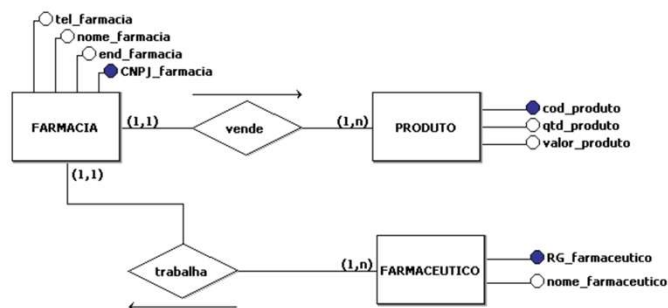 tel_farmacia
nome_farmacia
end_farmacia
CNPJ_farmacia
FARMACIA
(1,1)
vende
(1,n)
PRODUTO
cod_produto
qtd_produto
valor_produto
(1,1)
trabalha
(1,n)
FARMACEUTICO
RG_farmaceutico
nome_farmaceutico